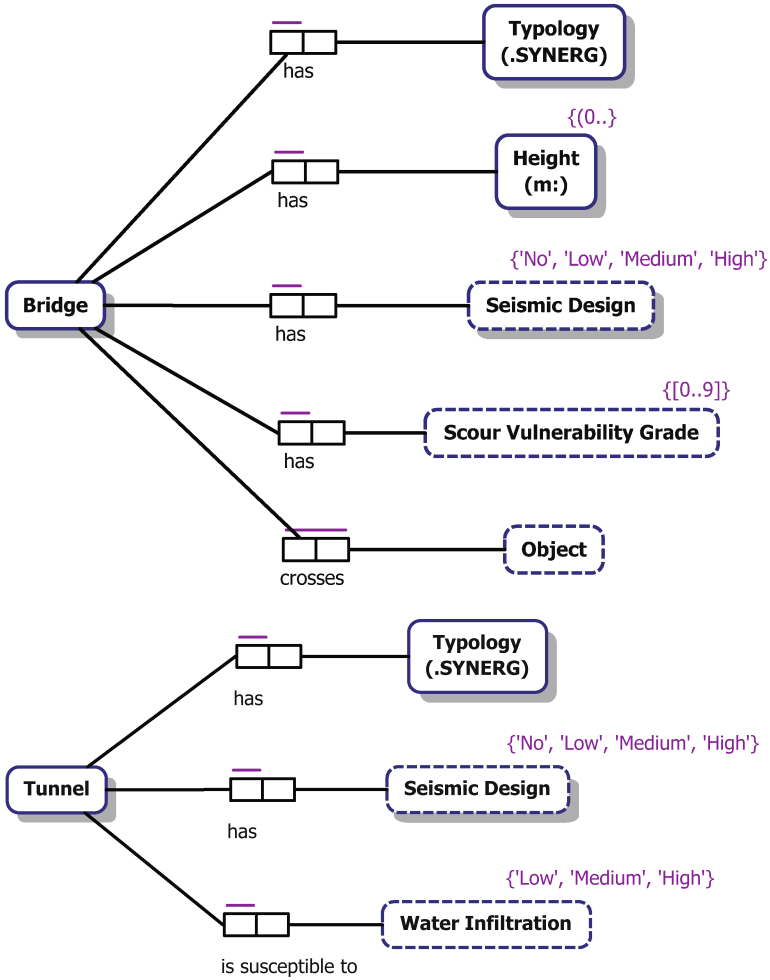 Typology
(.SYNERG)
has
{(0..}
Height
(m:)
has
{'No', 'Low', 'Medium', 'High'}
Bridge
Seismic Design
has
{[0..9]}
Scour Vulnerability Grade
has
Object
crosses
Typology
(.SYNERG)
has
{'No', 'Low', 'Medium', 'High'}
Tunnel
Seismic Design
has
{'Low', 'Medium', 'High'}
Water Infiltration
is susceptible to